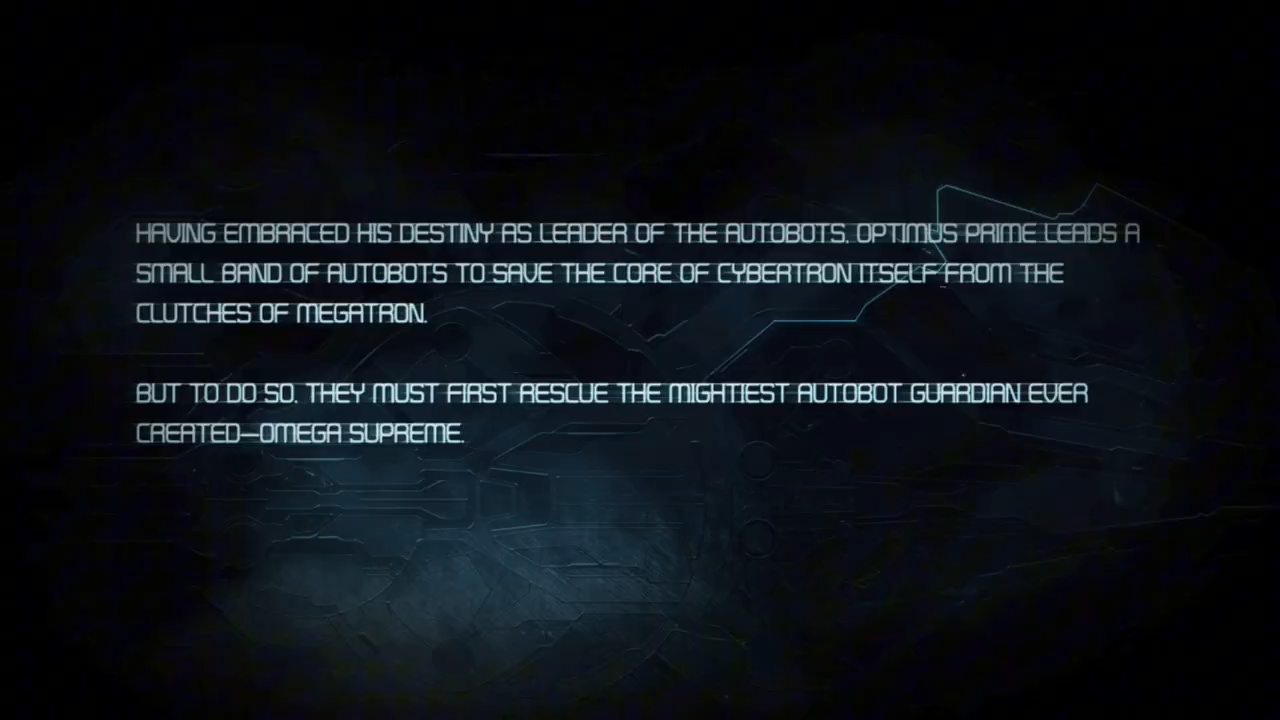 HAVING EMBRACED HIS DESTINY AS LEADER OF THE AUTOBOTS, OPTIMUS PRIME LEADS A
SMALL BAND OF AUTOBOTS TO SAVE THE CORE OF CYBERTRON ITSELF FROM THE
CLUTCHES OF MEGATRON.
BUT TO DO SO, THEY MUST FIRST RESCUE THE MIGHTIEST AUTOBOT GUARDIAN EVER
CREATED—OMEGA SUPREME.